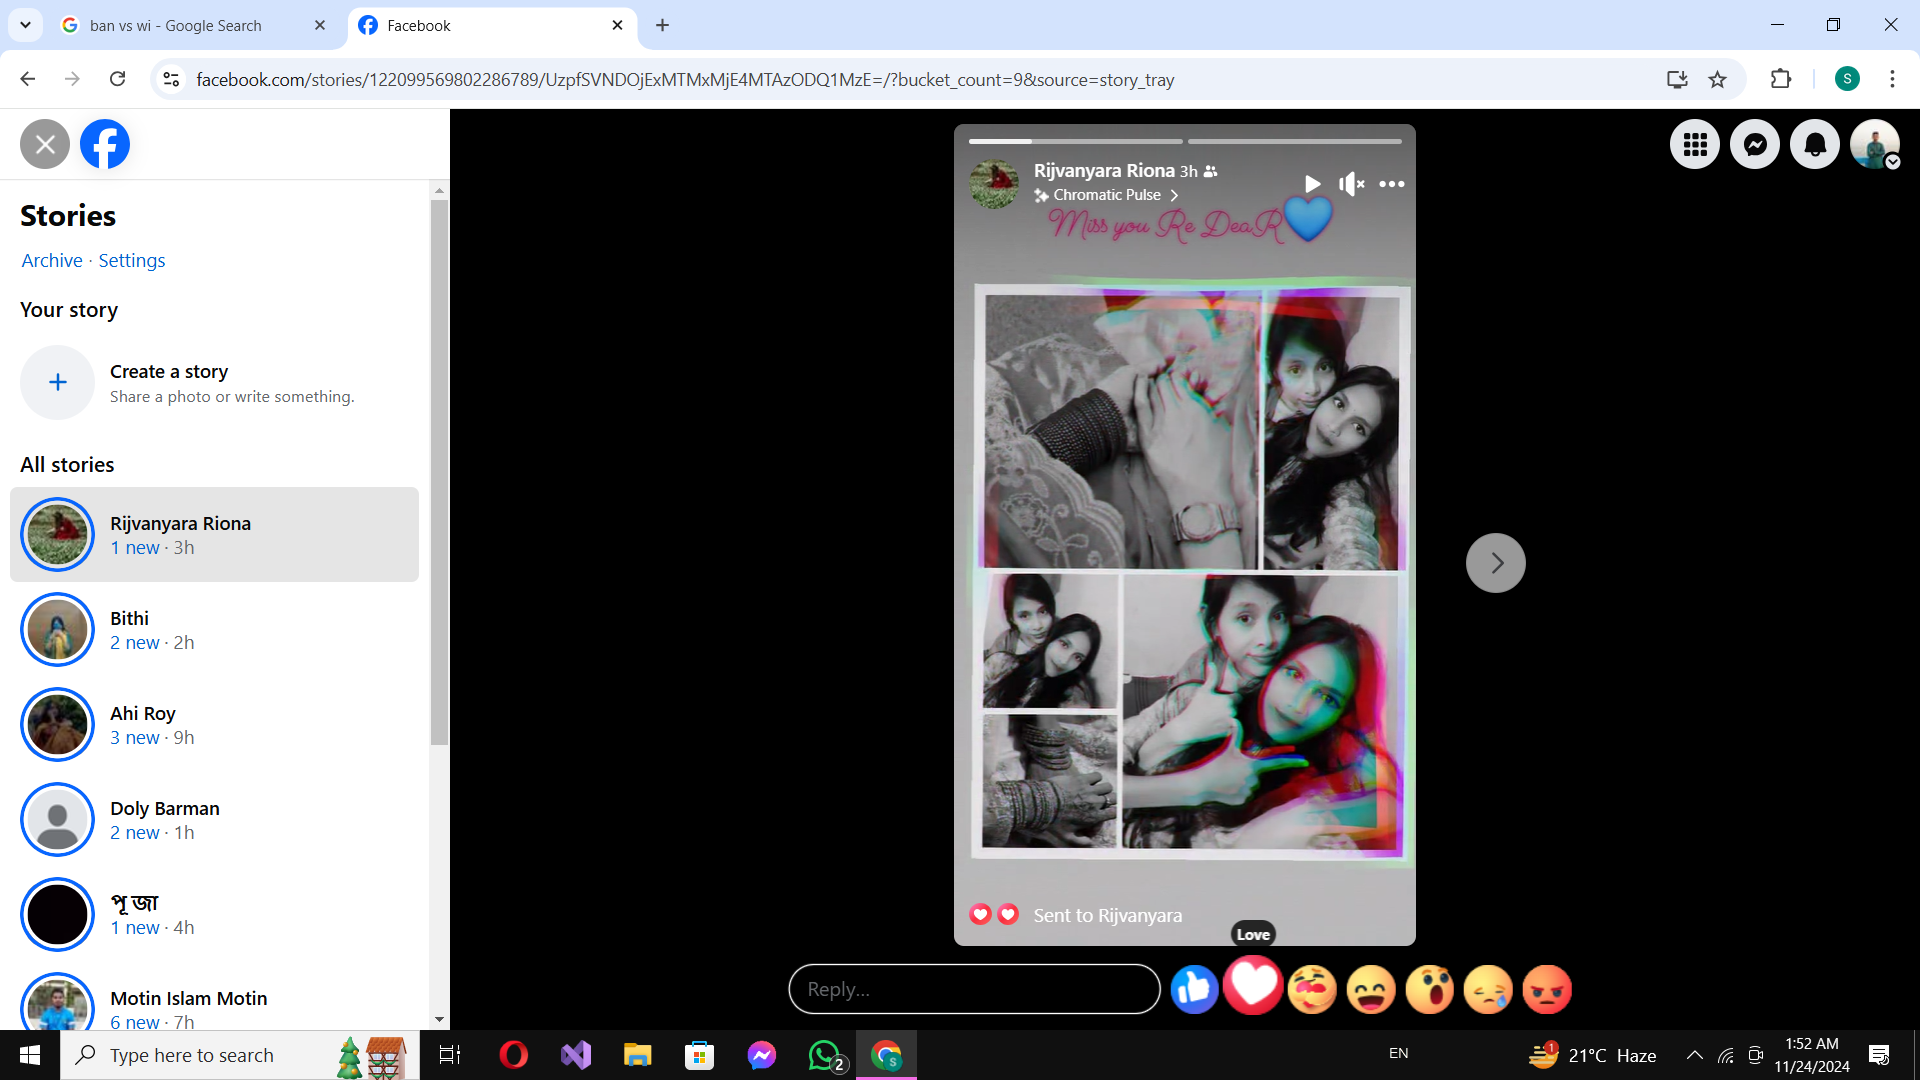 ban vs wi - Google Search
Facebook
facebook.com/stories/122099569802286789/UzpfSVNDOjExMTMxMjE4MTAzODQ1MzE=/?bucket_count=9&source=story_tray
S
Stories
Archive · Settings
Your story
Create a story
Share a photo or write something.
All stories
Rijvanyara Riona
1 new · 3h
Bithi
2 new · 2h
Ahi Roy
3 new · 9h
Doly Barman
2 new · 1h
পূ জা
1 new · 4h
Motin Islam Motin
6 new · 7h
Rijvanyara Riona 3h
Chromatic Pulse
Miss you Re DeaR
Sent to Rijvanyara
Love
Reply...
Type here to search
2
S
EN
1
21°C Haze
1:52 AM
11/24/2024